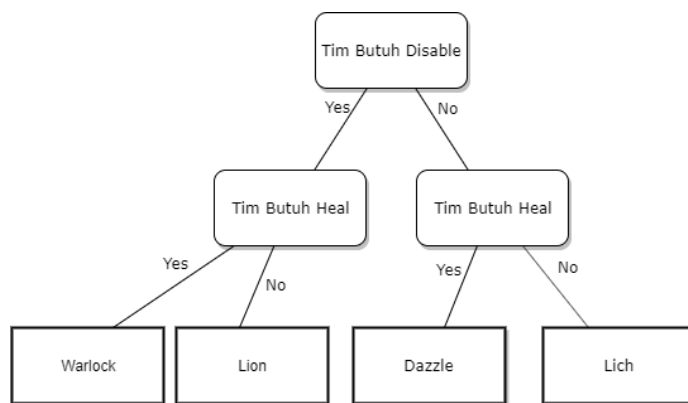 Tim Butuh Disable
Yes
No
Tim Butuh Heal
Tim Butuh Heal
Yes
No
Yes
No
Warlock
Lion
Dazzle
Lich